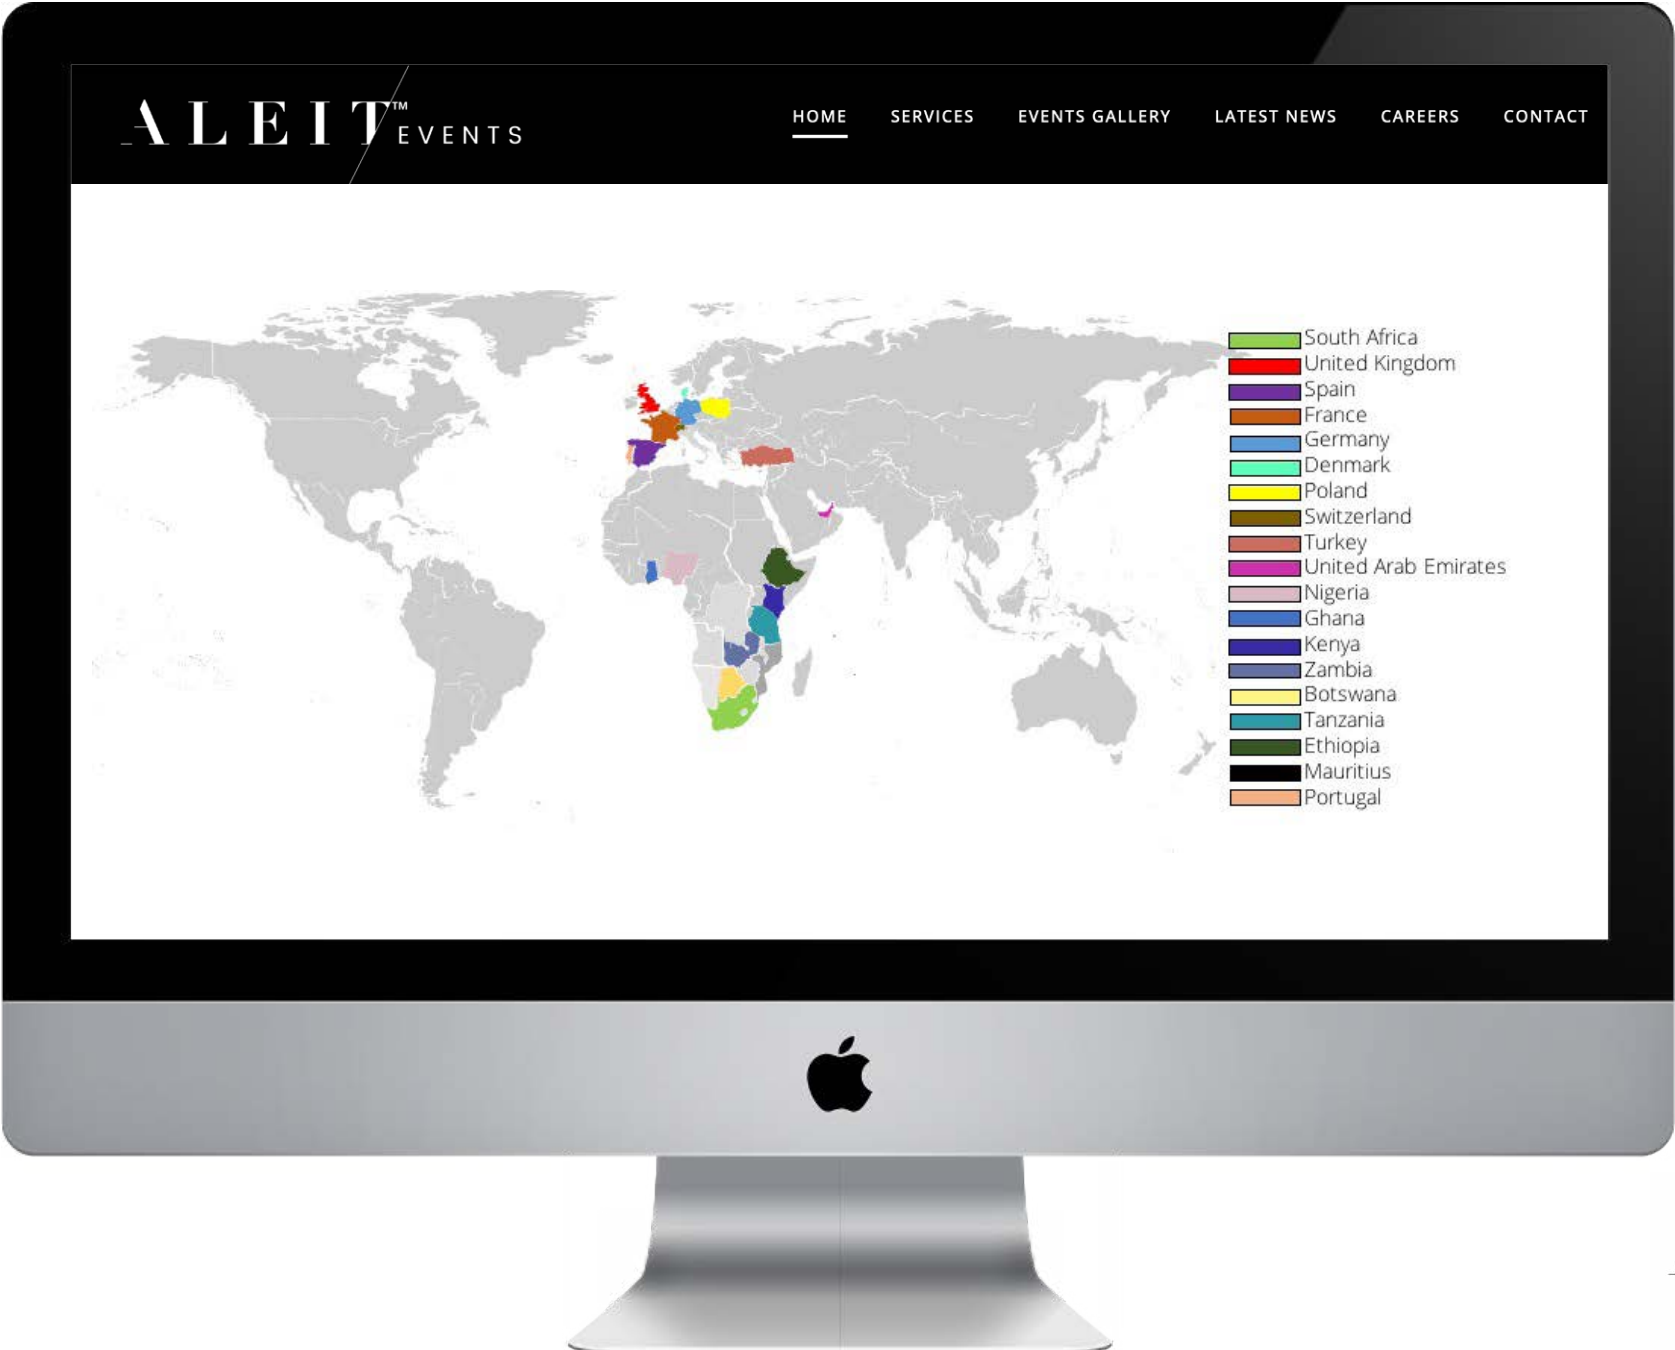 ALEIT™
EVENTS
HOME SERVICES EVENTS GALLERY LATEST NEWS CAREERS CONTACT
South Africa
United Kingdom
Spain
France
Germany
Denmark
Poland
Switzerland
Turkey
United Arab Emirates
Nigeria
Ghana
Kenya
Zambia
Botswana
Tanzania
Ethiopia
Mauritius
Portugal